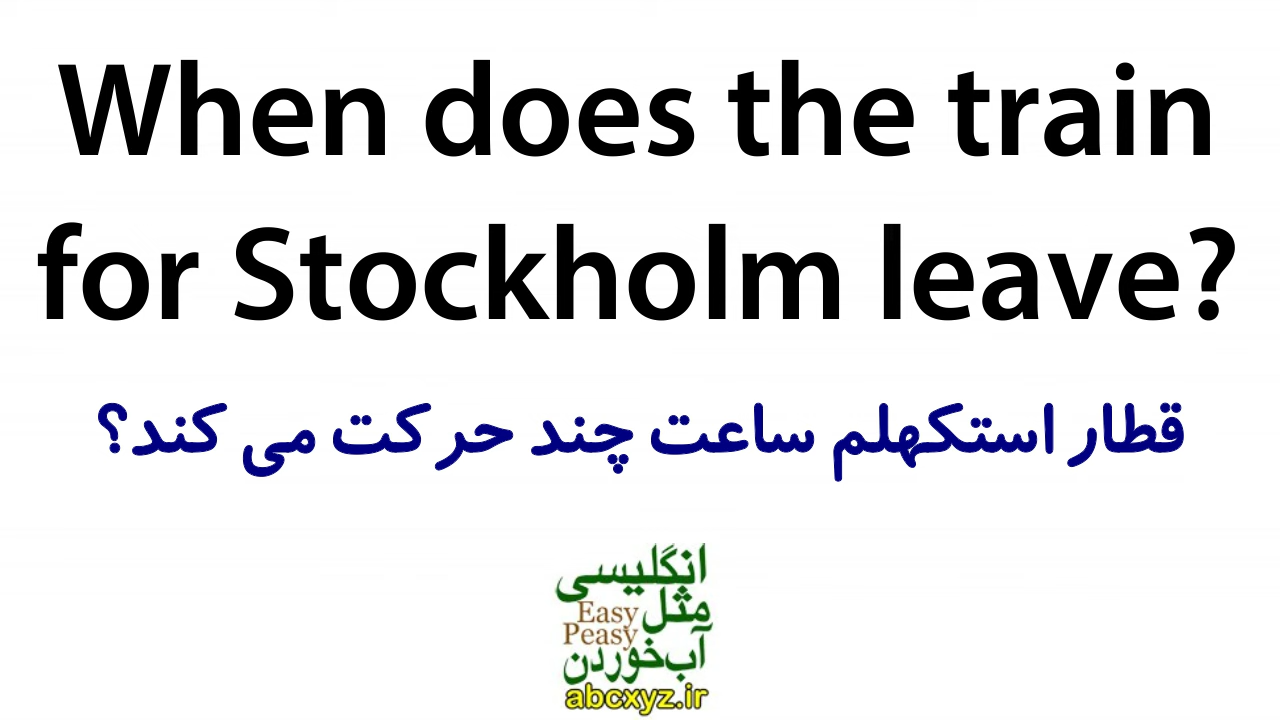 When does the train
for Stockholm leave?
قطار استکهلم ساعت چند حرکت می کند؟
انگلیسی
مثل
Easy
Peasy
آب‌خوردن
abcxyz.ir